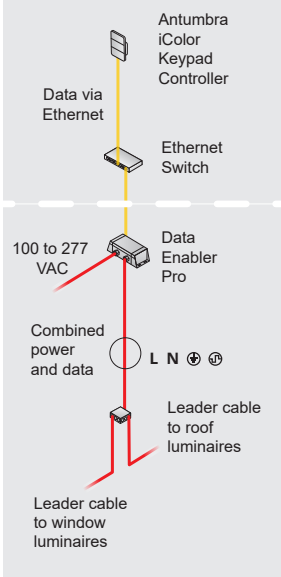 Antumbra
iColor
Keypad
Controller
Data via
Ethernet
Ethernet
Switch
Data
Enabler
Pro
100 to 277
VAC
Combined
power
and data
L N
Leader cable
to roof
luminaires
Leader cable
to window
luminaires